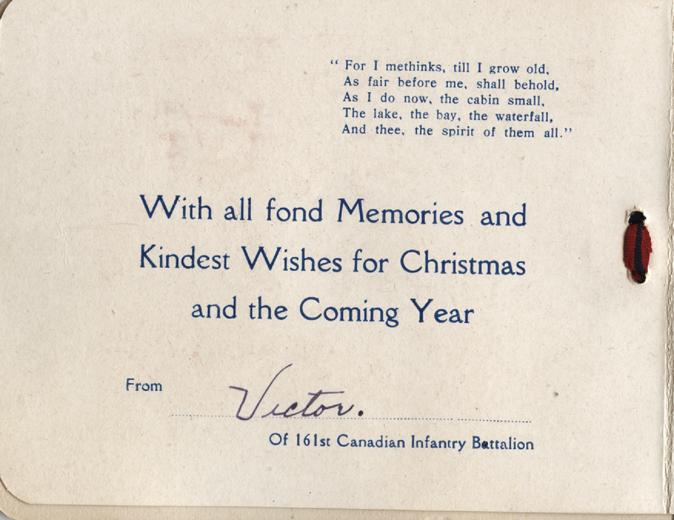 “ For I methinks, till I grow old,
As fair before me, shall behold,
As I do now, the cabin small,
The lake, the bay, the waterfall,
And thee, the spirit of them all.”
With all fond Memories and
Kindest Wishes for Christmas
and the Coming Year
From Victor.
Of 161st Canadian Infantry Battalion